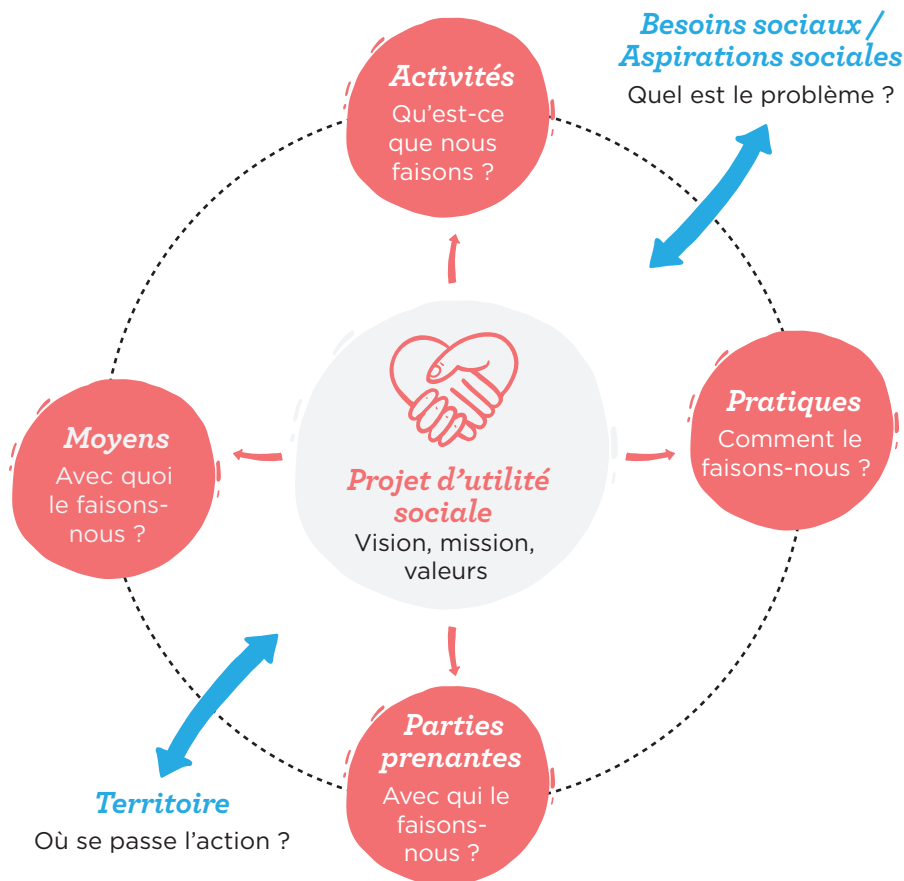 Besoins sociaux /
Aspirations sociales
Quel est le problème ?
Activités
Qu’est-ce
que nous
faisons ?
Pratiques
Comment le
faisons-nous ?
Moyens
Avec quoi
le faisons-
nous ?
Projet d’utilité
sociale
Vision, mission,
valeurs
Parties
prenantes
Avec qui le
faisons-
nous ?
Territoire
Où se passe l’action ?